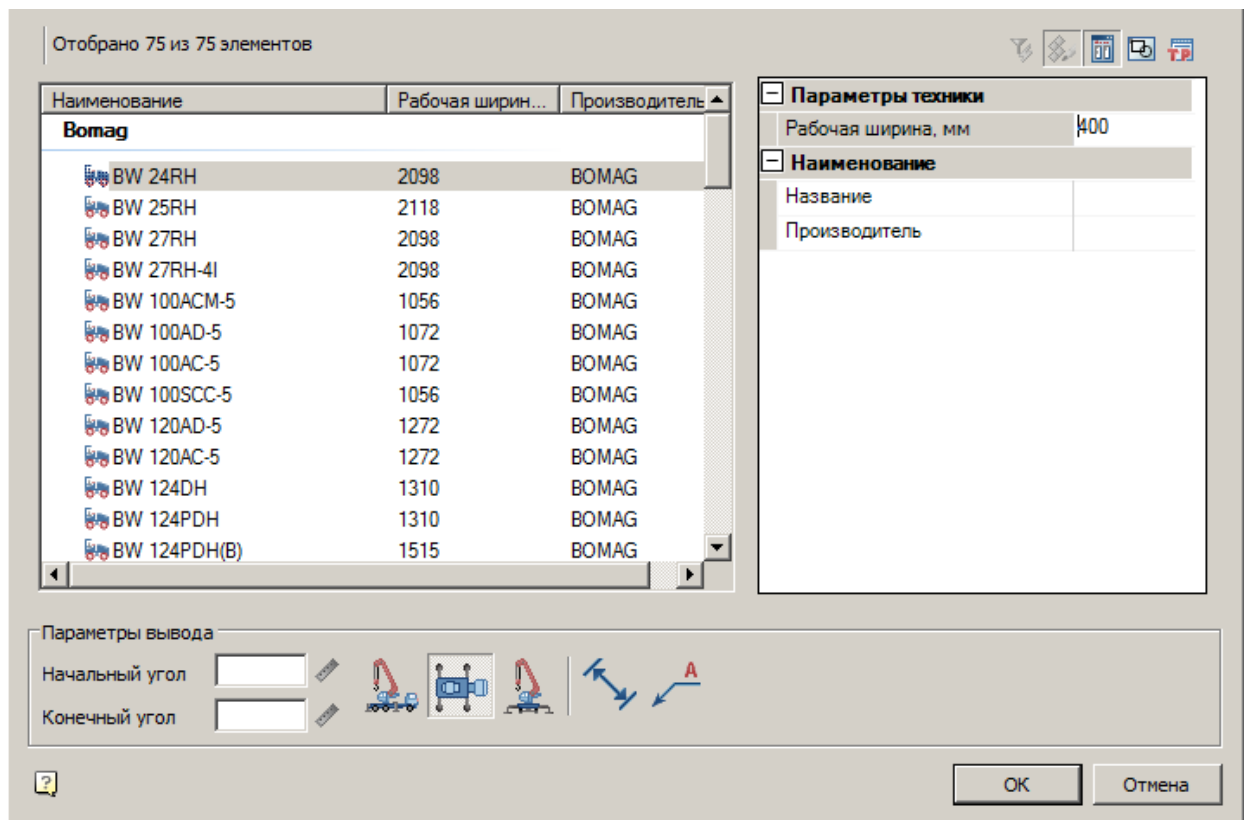 Отобрано 75 из 75 элементов
ТР
Наименование Рабочая ширин... Производитель
Bomag
BW 24RH 2098 BOMAG
BW 25RH 2118 BOMAG
BW 27RH 2098 BOMAG
BW 27RH-4I 2098 BOMAG
BW 100ACM-5 1056 BOMAG
BW 100AD-5 1072 BOMAG
BW 100AC-5 1072 BOMAG
BW 100SCC-5 1056 BOMAG
BW 120AD-5 1272 BOMAG
BW 120AC-5 1272 BOMAG
BW 124DH 1310 BOMAG
BW 124PDH 1310 BOMAG
BW 124PDH(B) 1515 BOMAG
Параметры техники
Рабочая ширина, мм 400
Наименование
Название
Производитель
Параметры вывода
Начальный угол
Конечный угол
A
?
OK Отмена